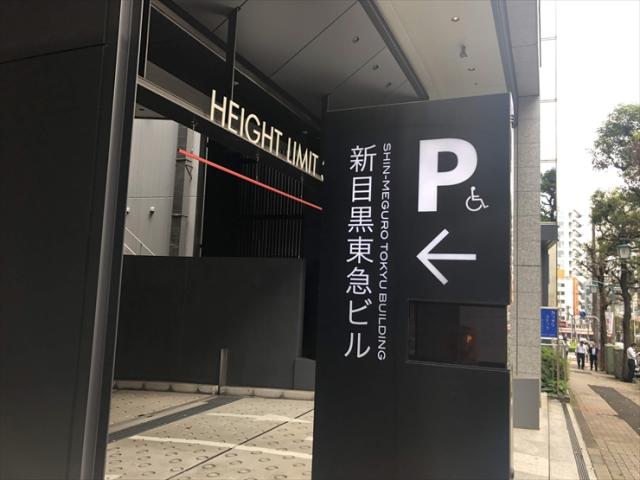 HEIGHT LIMIT
P
新目黒東急ビル
SHIN-MEGURO TOKYU BUILDING